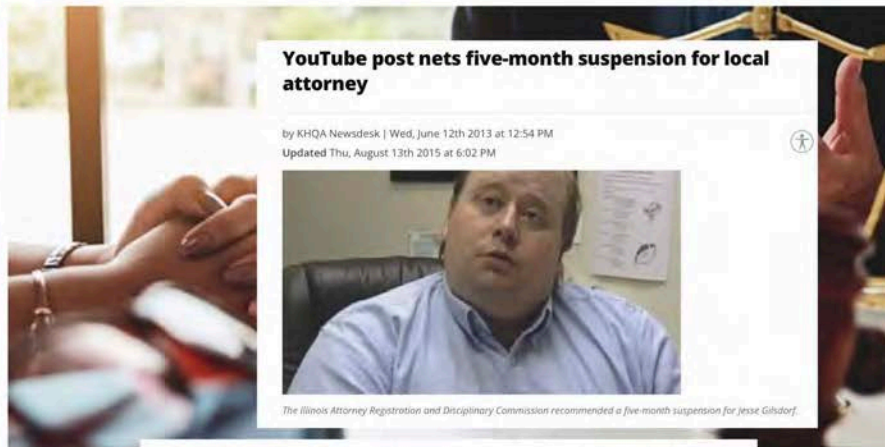 YouTube post nets five-month suspension for local
attorney
by KHQA Newsdesk | Wed, June 12th 2013 at 12:54 PM
Updated Thu, August 13th 2015 at 6:02 PM
The Illinois Attorney Registration and Disciplinary Commission recommended a five-month suspension for Jesse Gilsdorf.